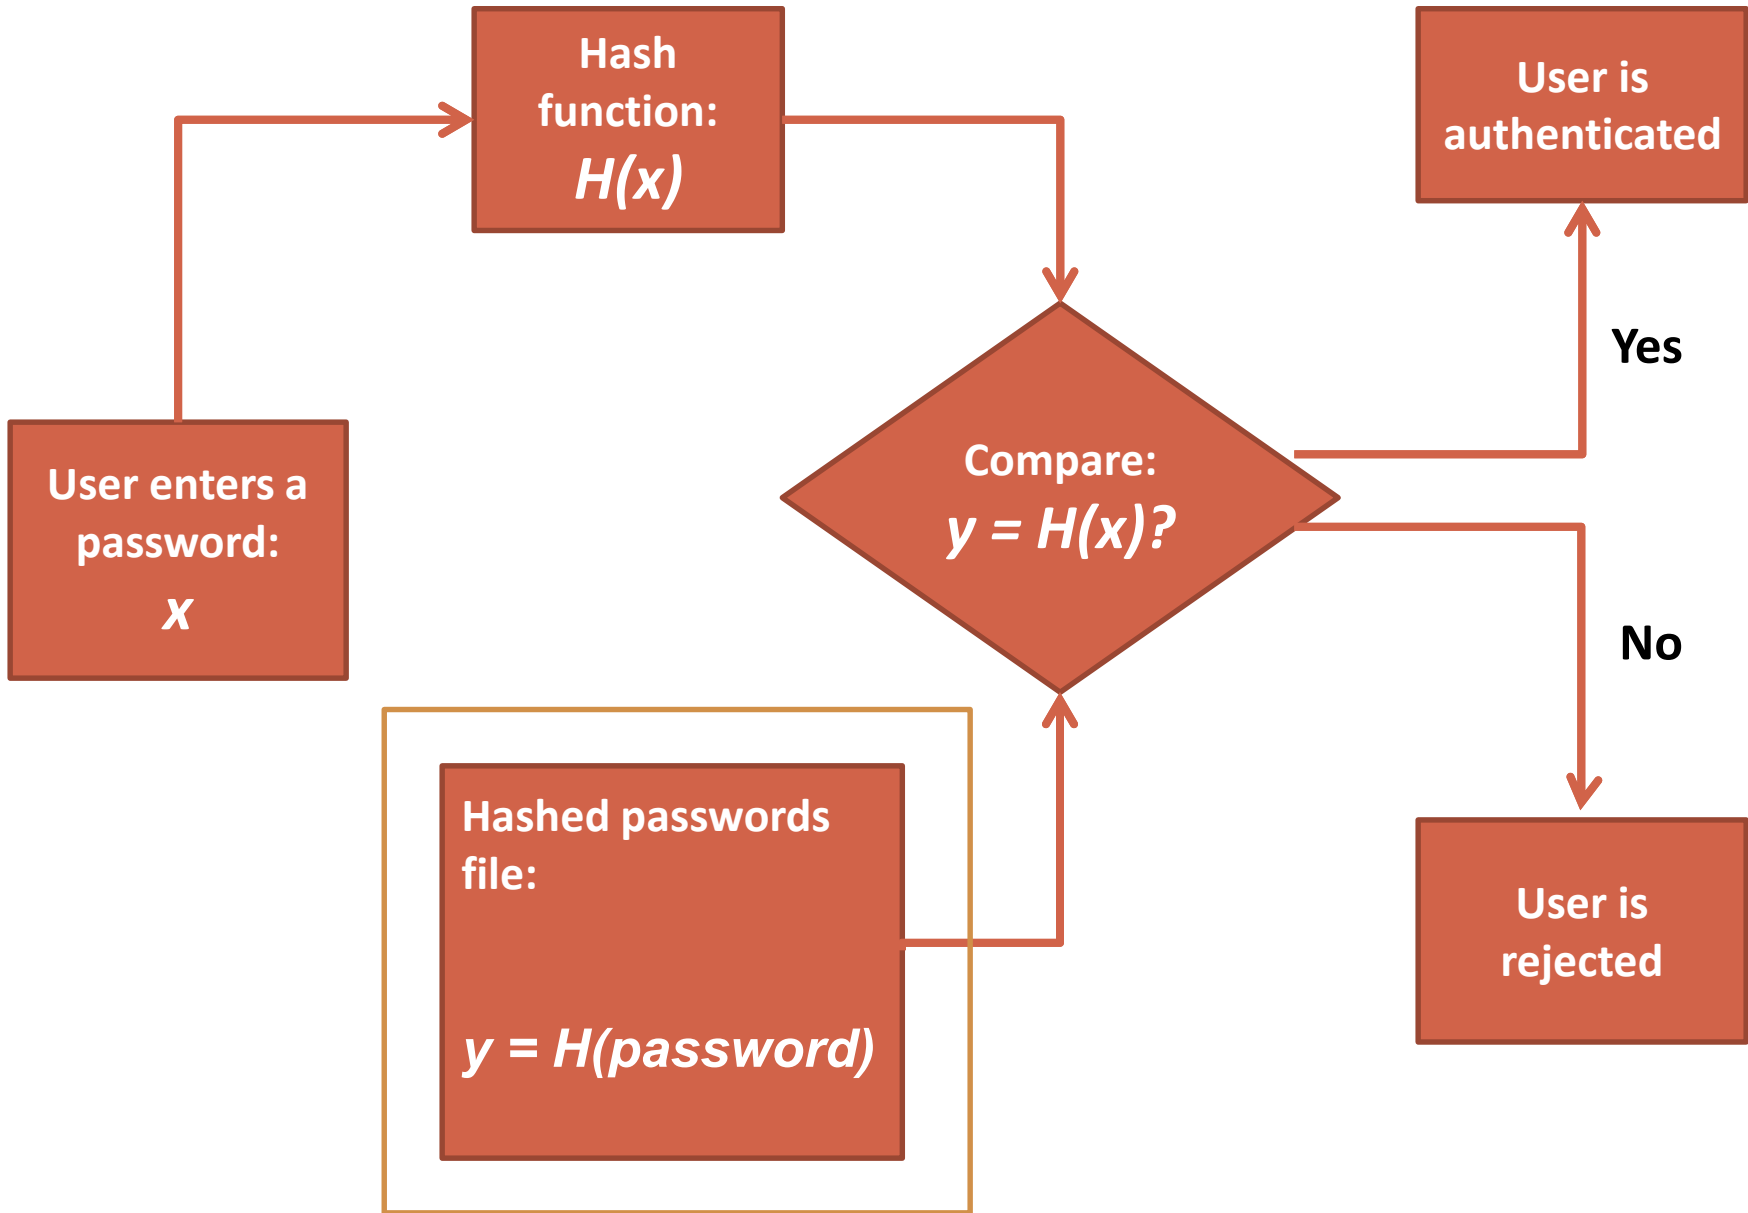 Hash
function:
H(x)
User is
authenticated
Yes
User enters a
password:
x
Compare:
y = H(x)?
No
Hashed passwords
file:
y = H(password)
User is
rejected